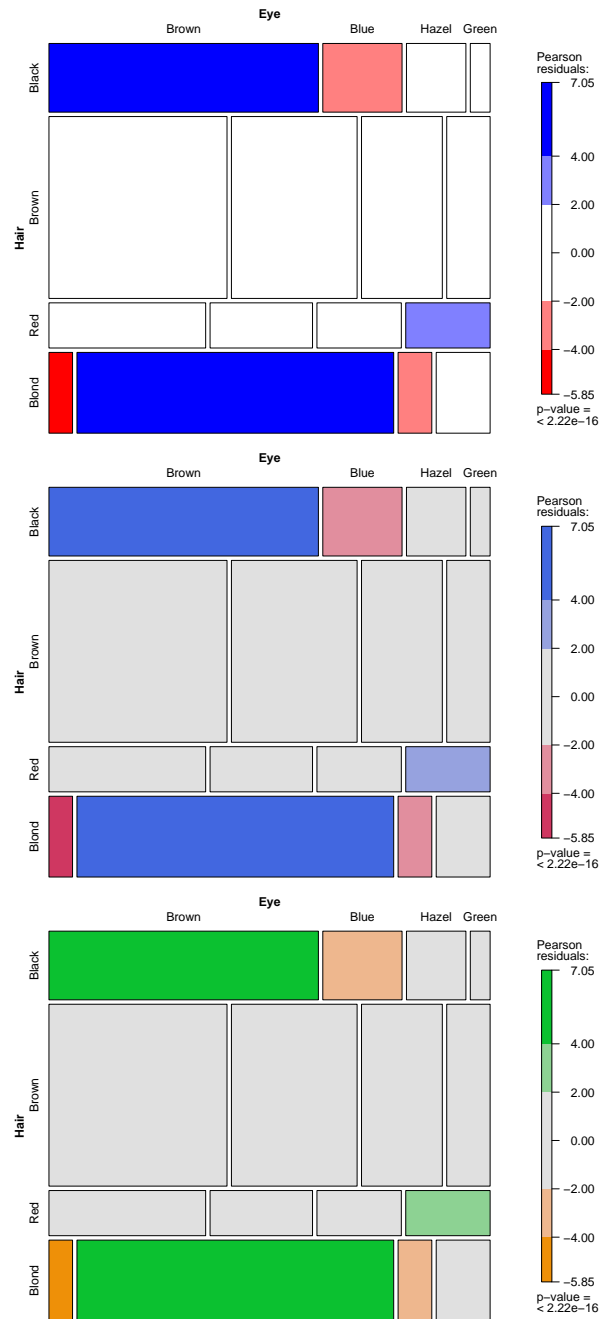 Eye
Brown Blue Hazel Green
Hair
Black
Brown
Red
Blond
Pearson
residuals:
7.05
4.00
2.00
0.00
−2.00
−4.00
−5.85
p−value =
< 2.22e−16
Eye
Brown Blue Hazel Green
Hair
Black
Brown
Red
Blond
Pearson
residuals:
7.05
4.00
2.00
0.00
−2.00
−4.00
−5.85
p−value =
< 2.22e−16
Eye
Brown Blue Hazel Green
Hair
Black
Brown
Red
Blond
Pearson
residuals:
7.05
4.00
2.00
0.00
−2.00
−4.00
−5.85
p−value =
< 2.22e−16